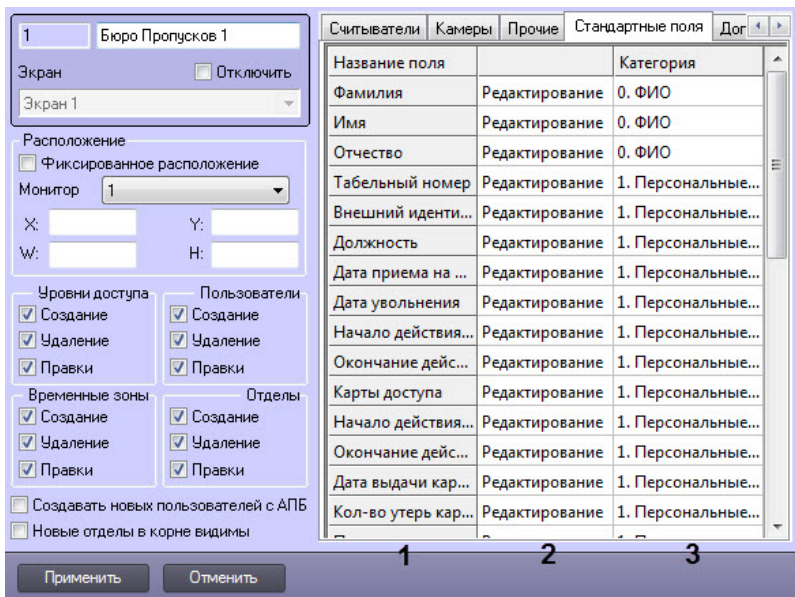 1
Бюро Пропусков 1
Экран
Отключить
Экран 1
Расположение
Фиксированное расположение
Монитор 1
X: Y:
W: H:
Уровни доступа
Создание
Удаление
Правки
Пользователи
Создание
Удаление
Правки
Временные зоны
Создание
Удаление
Правки
Отделы
Создание
Удаление
Правки
Создавать новых пользователей с АПБ
Новые отделы в корне видимы
Считыватели Камеры Прочие Стандартные поля Доп
Название поля Категория
Фамилия Редактирование 0. ФИО
Имя Редактирование 0. ФИО
Отчество Редактирование 0. ФИО
Табельный номер Редактирование 1. Персональные...
Внешний иденти... Редактирование 1. Персональные...
Должность Редактирование 1. Персональные...
Дата приема на ... Редактирование 1. Персональные...
Дата увольнения Редактирование 1. Персональные...
Начало действия... Редактирование 1. Персональные...
Окончание дейс... Редактирование 1. Персональные...
Карты доступа Редактирование 1. Персональные...
Начало действия... Редактирование 1. Персональные...
Окончание дейс... Редактирование 1. Персональные...
Дата выдачи кар... Редактирование 1. Персональные...
Кол-во утерь кар... Редактирование 1. Персональные...
1 2 3
Применить Отменить